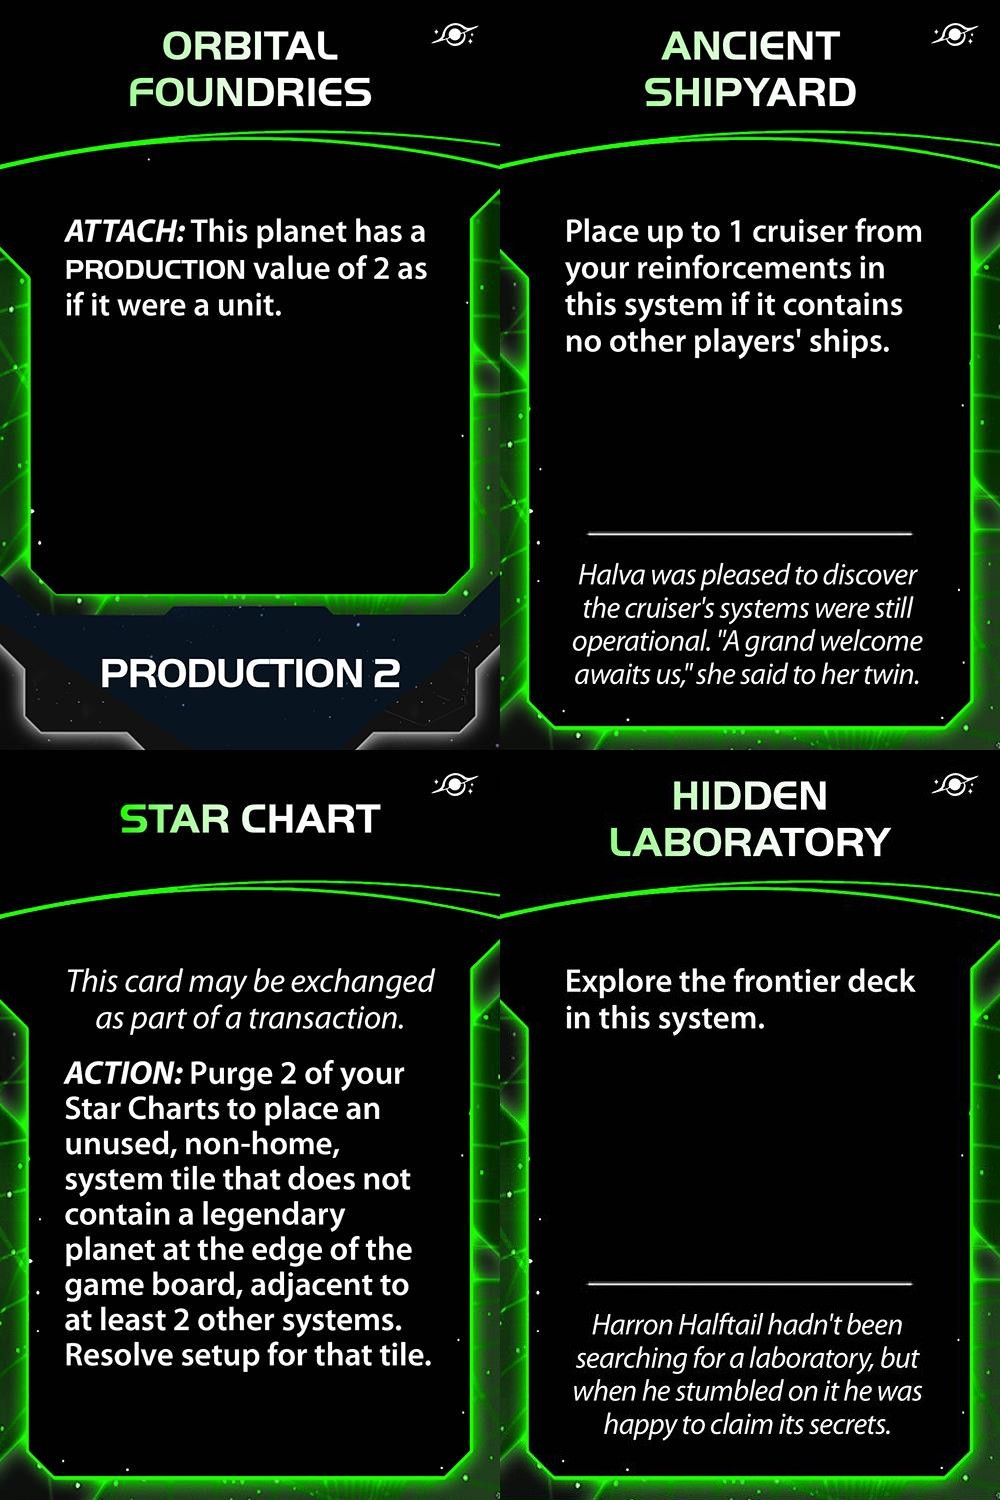 ORBITAL
FOUNDRIES
ATTACH: This planet has a
PRODUCTION value of 2 as
if it were a unit.
PRODUCTION 2
ANCIENT
SHIPYARD
Place up to 1 cruiser from
your reinforcements in
this system if it contains
no other players' ships.
Halva was pleased to discover
the cruiser's systems were still
operational. "A grand welcome
awaits us," she said to her twin.
STAR CHART
This card may be exchanged
as part of a transaction.
ACTION: Purge 2 of your
Star Charts to place an
unused, non-home,
system tile that does not
contain a legendary
planet at the edge of the
game board, adjacent to
at least 2 other systems.
Resolve setup for that tile.
HIDDEN
LABORATORY
Explore the frontier deck
in this system.
Harron Halftail hadn't been
searching for a laboratory, but
when he stumbled on it he was
happy to claim its secrets.